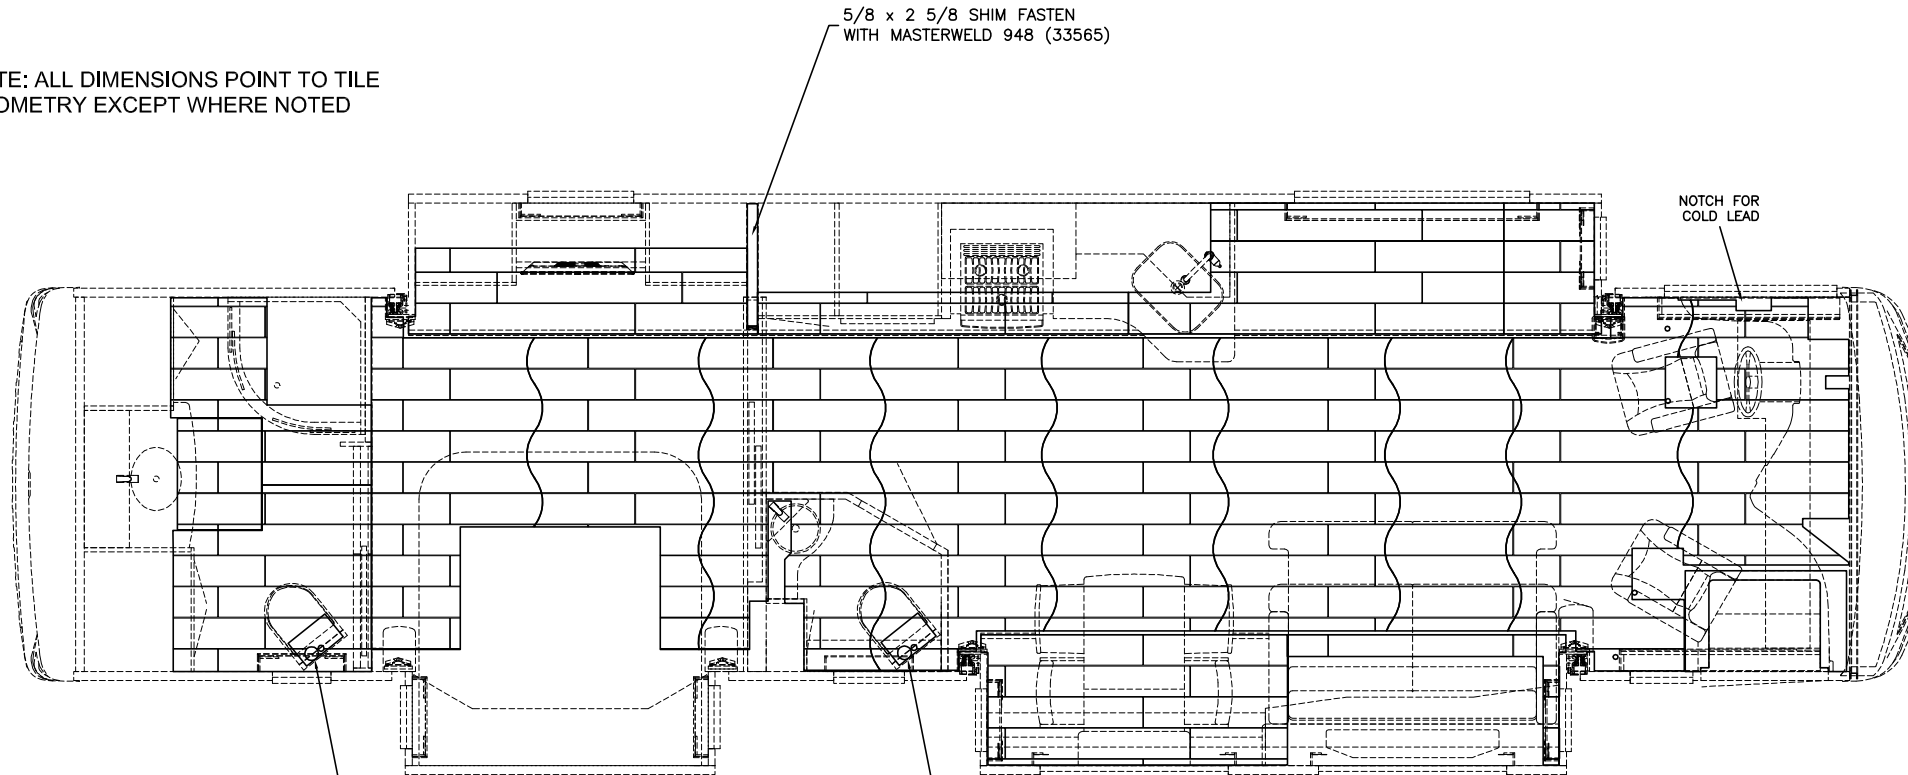 5/8 x 2 5/8 SHIM FASTEN
WITH MASTERWELD 948 (33565)
TE: ALL DIMENSIONS POINT TO TILE
OMETRY EXCEPT WHERE NOTED
NOTCH FOR
COLD LEAD